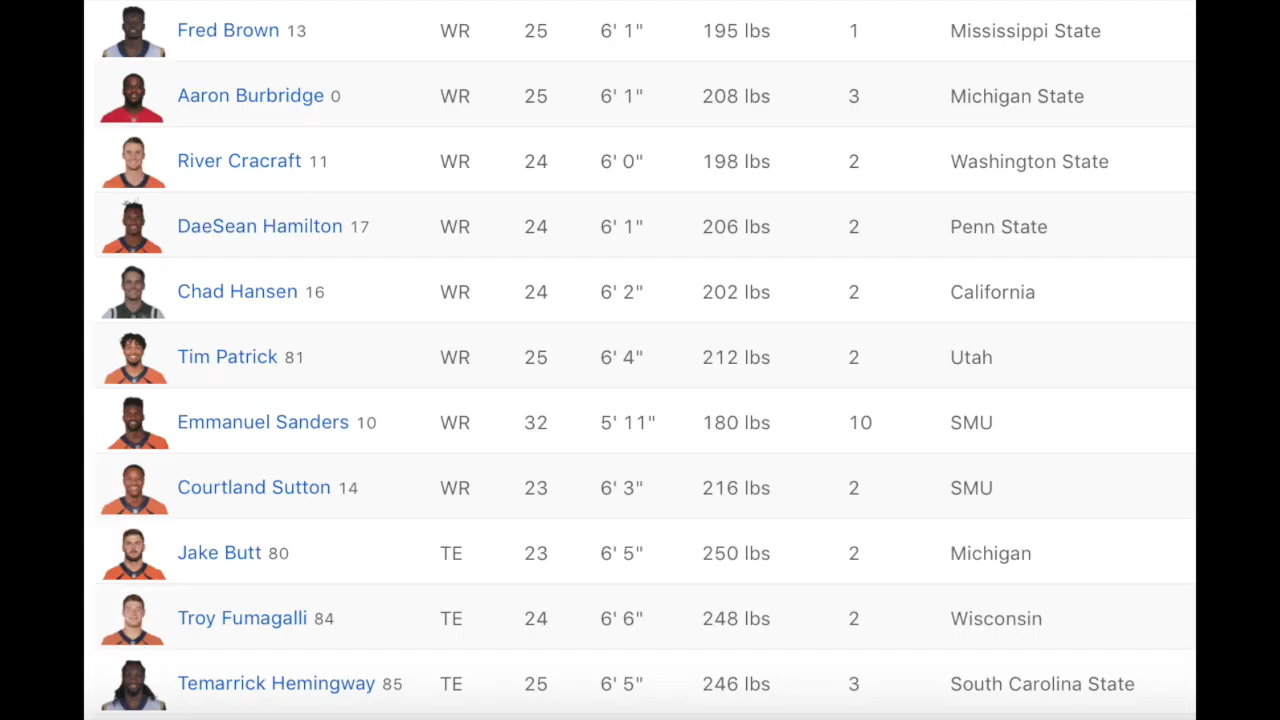 Fred Brown 13 WR 25 6' 1" 195 lbs 1 Mississippi State
Aaron Burbridge 0 WR 25 6' 1" 208 lbs 3 Michigan State
River Cracraft 11 WR 24 6' 0" 198 lbs 2 Washington State
DaeSean Hamilton 17 WR 24 6' 1" 206 lbs 2 Penn State
Chad Hansen 16 WR 24 6' 2" 202 lbs 2 California
Tim Patrick 81 WR 25 6' 4" 212 lbs 2 Utah
Emmanuel Sanders 10 WR 32 5' 11" 180 lbs 10 SMU
Courtland Sutton 14 WR 23 6' 3" 216 lbs 2 SMU
Jake Butt 80 TE 23 6' 5" 250 lbs 2 Michigan
Troy Fumagalli 84 TE 24 6' 6" 248 lbs 2 Wisconsin
Temarrick Hemingway 85 TE 25 6' 5" 246 lbs 3 South Carolina State